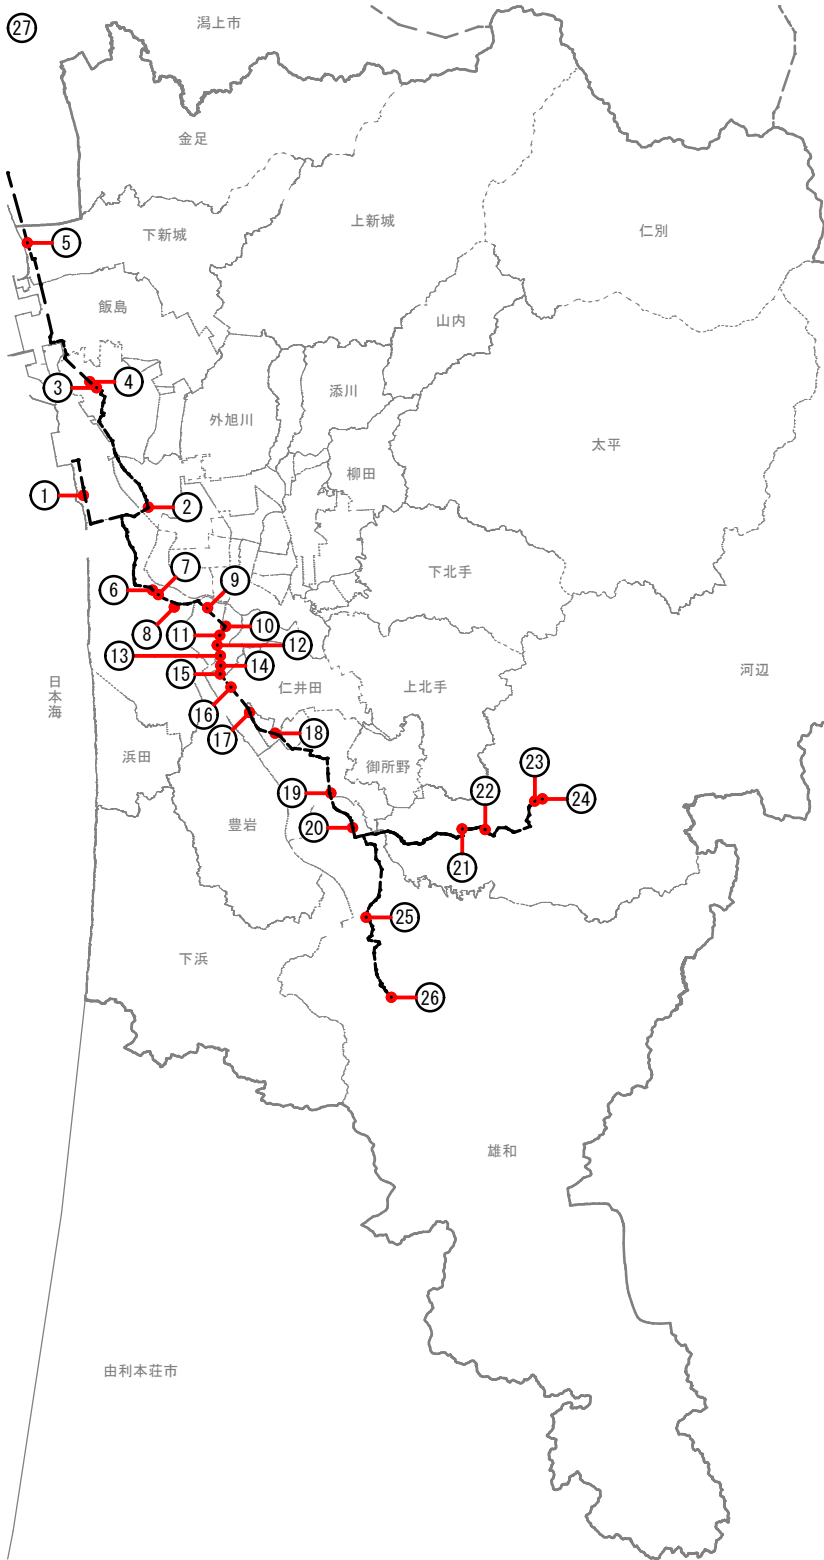 ㉗
潟上市
金足
上新城
仁別
下新城
⑤
飯島
山内
④
③
添川
外旭川
太平
柳田
①
②
下北手
⑦
⑥
⑨
⑧
⑩
⑪
⑫
⑬
⑭
⑮
仁井田
上北手
河辺
日本海
⑯
⑰
⑱
浜田
御所野
㉓
⑲
㉒
㉔
豊岩
⑳
㉑
㉕
下浜
㉖
雄和
由利本荘市